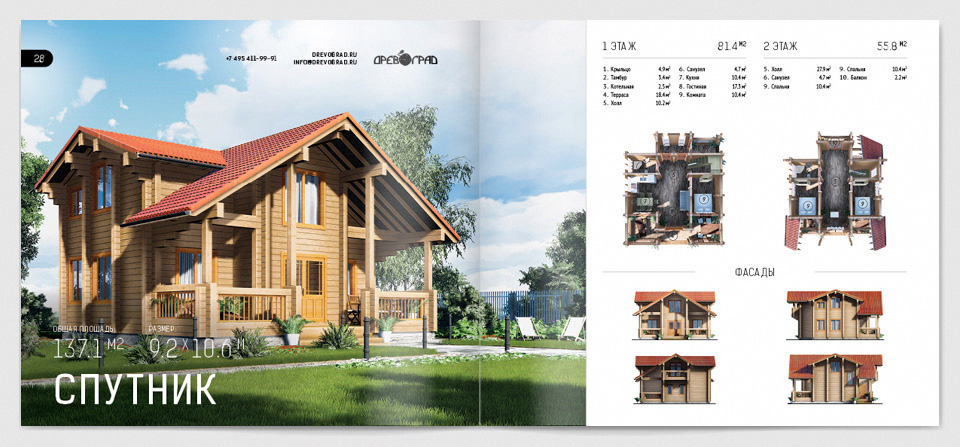 28
+7 495 411-99-91
DREVOGRAD.RU
INFO@DREVOGRAD.RU
ДРЕВОГРАД
ОБЩАЯ ПЛОЩАДЬ
137.1 М2
РАЗМЕР
9.2 X 10.6 М
СПУТНИК
1 ЭТАЖ 81.4 М2
1. Крыльцо 4,9 м²
2. Тамбур 3,4 м²
3. Котельная 2,5 м²
4. Терраса 18,4 м²
5. Холл 10,2 м²
6. Санузел 4,7 м²
7. Кухня 10,4 м²
8. Гостиная 17,3 м²
9. Комната 10,4 м²
2 ЭТАЖ 55.8 М2
5. Холл 27,9 м²
6. Санузел 4,7 м²
9. Спальня 10,4 м²
9. Спальня 10,4 м²
10. Балкон 2,2 м²
ФАСАДЫ